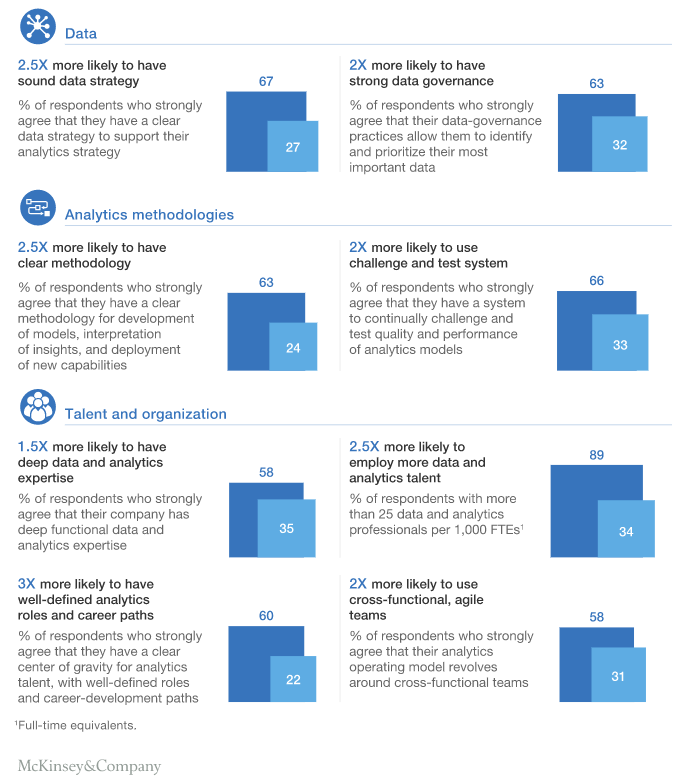 Data
2.5X more likely to have
sound data strategy
% of respondents who strongly
agree that they have a clear
data strategy to support their
analytics strategy
67
27
2X more likely to have
strong data governance
% of respondents who strongly
agree that their data-governance
practices allow them to identify
and prioritize their most
important data
63
32
Analytics methodologies
2.5X more likely to have
clear methodology
% of respondents who strongly
agree that they have a clear
methodology for development
of models, interpretation
of insights, and deployment
of new capabilities
63
24
2X more likely to use
challenge and test system
% of respondents who strongly
agree that they have a system
to continually challenge and
test quality and performance
of analytics models
66
33
Talent and organization
1.5X more likely to have
deep data and analytics
expertise
% of respondents who strongly
agree that their company has
deep functional data and
analytics expertise
58
35
2.5X more likely to
employ more data and
analytics talent
% of respondents with more
than 25 data and analytics
professionals per 1,000 FTEs¹
89
34
3X more likely to have
well-defined analytics
roles and career paths
% of respondents who strongly
agree that they have a clear
center of gravity for analytics
talent, with well-defined roles
and career-development paths
60
22
2X more likely to use
cross-functional, agile
teams
% of respondents who strongly
agree that their analytics
operating model revolves
around cross-functional teams
58
31
¹Full-time equivalents.
McKinsey&Company